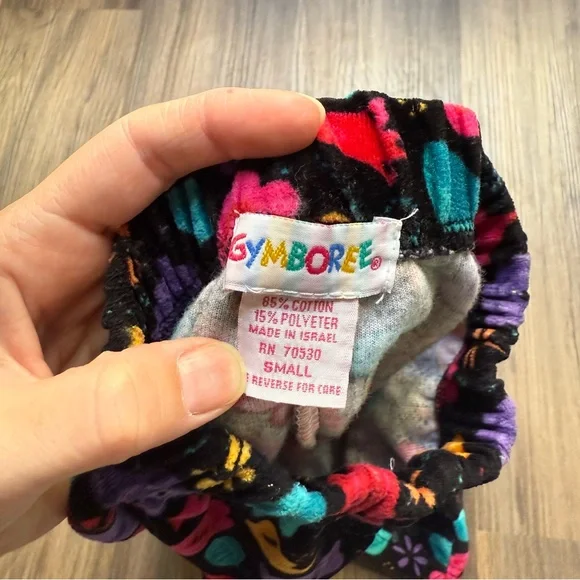 GYMBOREE®
85% COTTON
15% POLYETER
MADE IN ISRAEL
RN 70530
SMALL
REVERSE FOR CARE